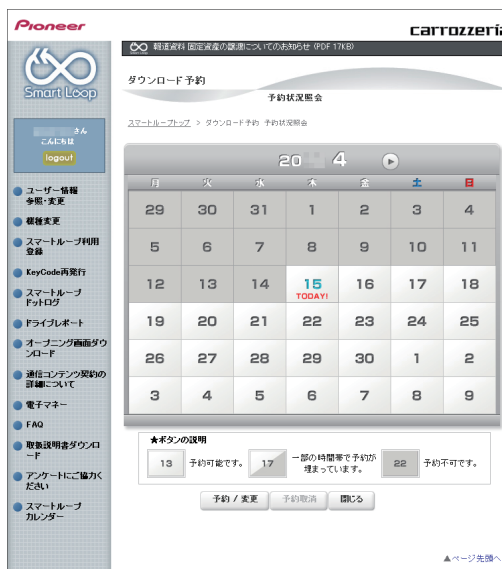 Pioneer
carrozzeria
報道資料 固定資産の譲渡についてのお知らせ (PDF 17KB)
Smart Loop
ダウンロード予約
予約状況照会
スマートループトップ > ダウンロード予約 予約状況照会
さん
こんにちは
logout
ユーザー情報
参照・変更
機種変更
スマートループ利用
登録
KeyCode再発行
スマートループ
ドットログ
ドライブレポート
オープニング画面ダウ
ンロード
通信コンテンツ契約の
詳細について
電子マネー
FAQ
取扱説明書ダウンロ
ード
アンケートにご協力く
ださい
スマートループ
カレンダー
20 4
月 火 水 木 金 土 日
29 30 31 1 2 3 4
5 6 7 8 9 10 11
12 13 14 15 16 17 18
TODAY!
19 20 21 22 23 24 25
26 27 28 29 30 1 2
3 4 5 6 7 8 9
★ボタンの説明
13 予約可能です。 17 一部の時間帯で予約が
埋まっています。 22 予約不可です。
予約 / 変更 予約取消 閉じる
▲ページ先頭へ